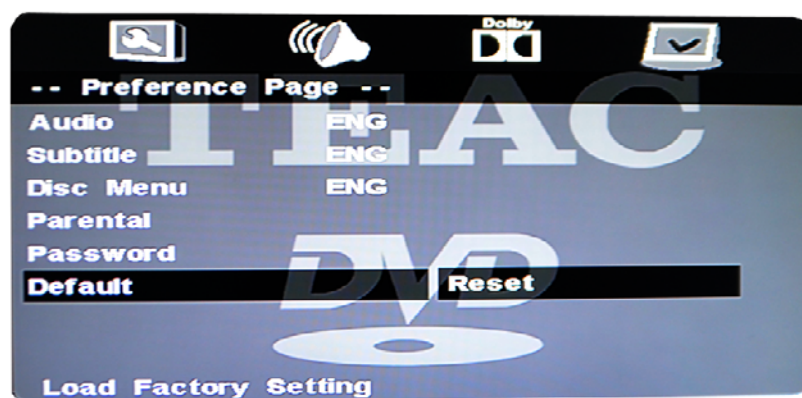 Dolby
-- Preference Page --
TEAC
Audio ENG
Subtitle ENG
Disc Menu ENG
Parental
Password
DVD
Default Reset
Load Factory Setting